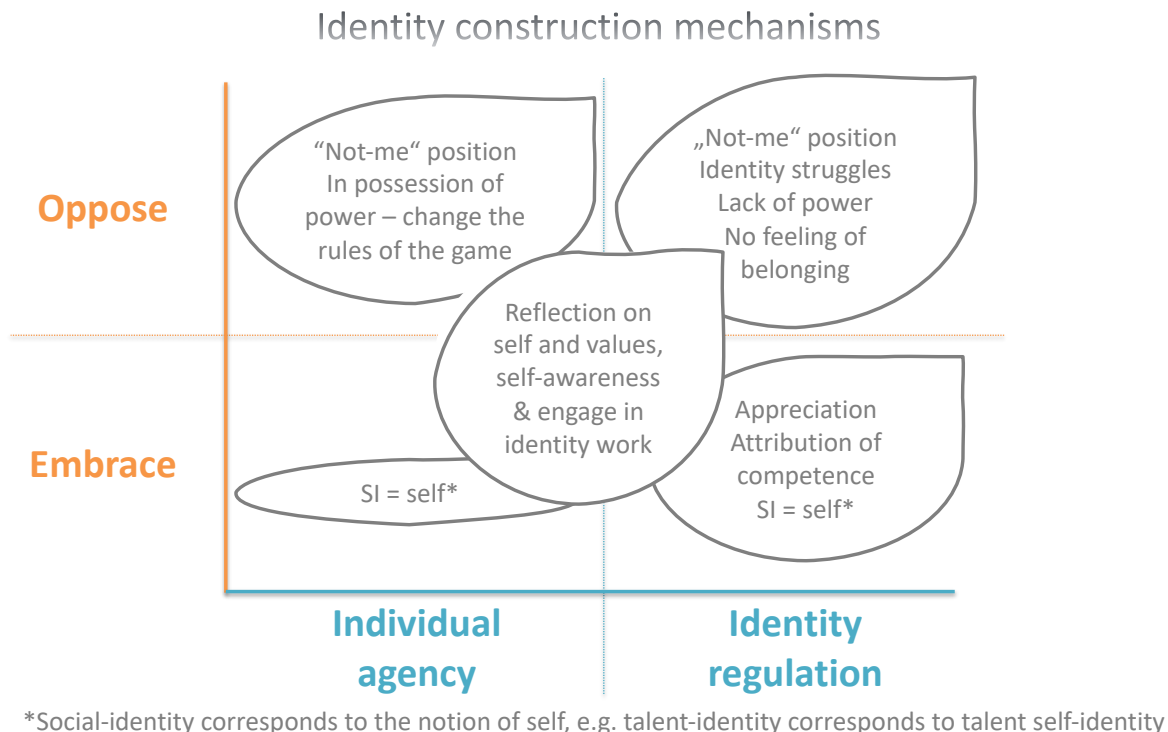 Identity construction mechanisms
Oppose
“Not-me“ position
In possession of
power – change the
rules of the game
„Not-me“ position
Identity struggles
Lack of power
No feeling of
belonging
Reflection on
self and values,
self-awareness
& engage in
identity work
Embrace
SI = self*
Appreciation
Attribution of
competence
SI = self*
Individual
agency
Identity
regulation
*Social-identity corresponds to the notion of self, e.g. talent-identity corresponds to talent self-identity